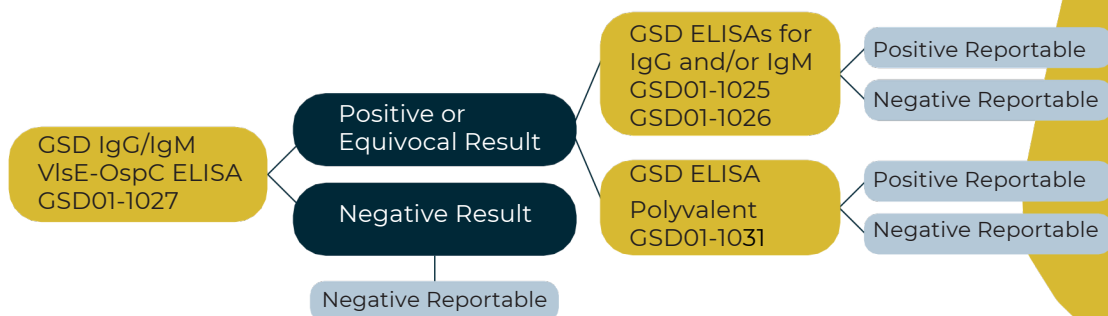 GSD IgG/IgM
VlsE-OspC ELISA
GSD01-1027
Positive or
Equivocal Result
Negative Result
Negative Reportable
GSD ELISAs for
IgG and/or IgM
GSD01-1025
GSD01-1026
Positive Reportable
Negative Reportable
GSD ELISA
Polyvalent
GSD01-1031
Positive Reportable
Negative Reportable